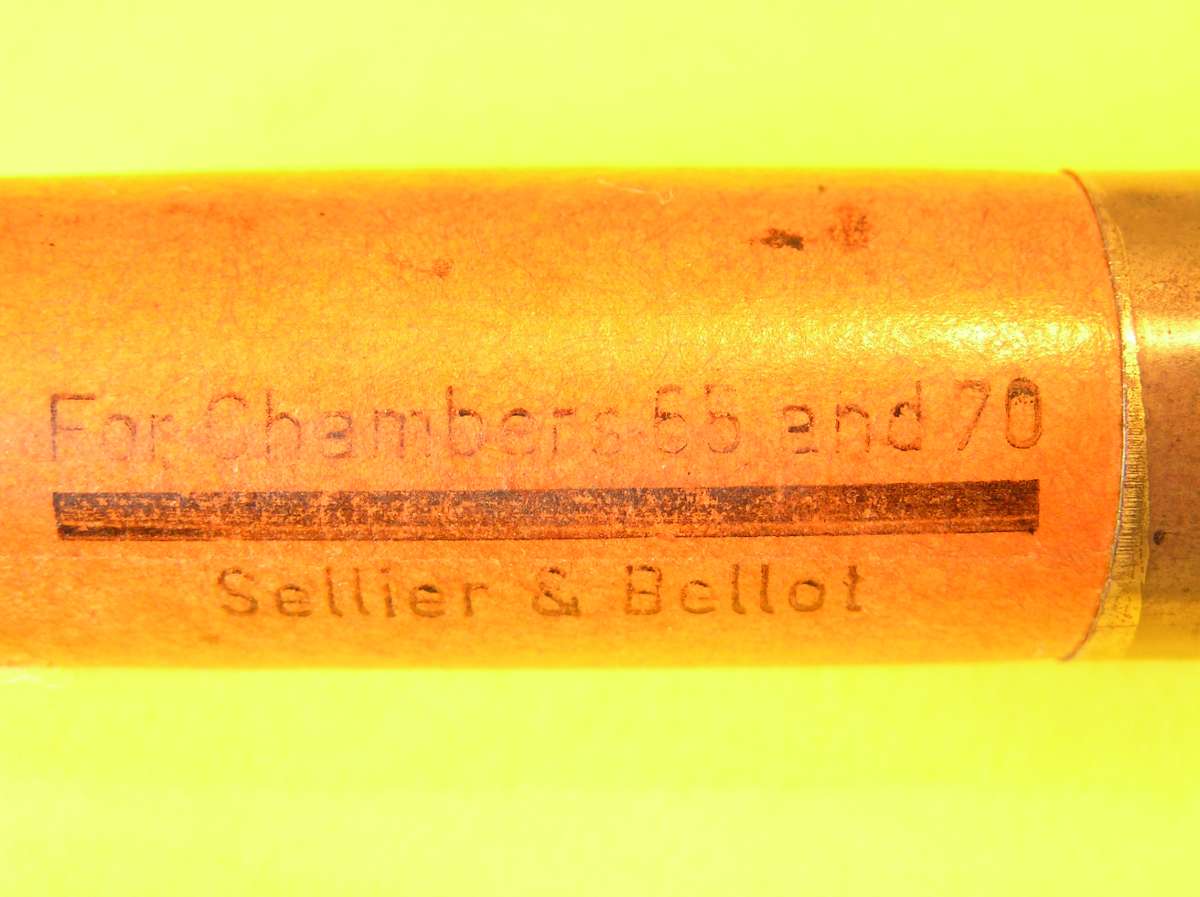 For Chambers 65 and 70
Sellier & Bellot